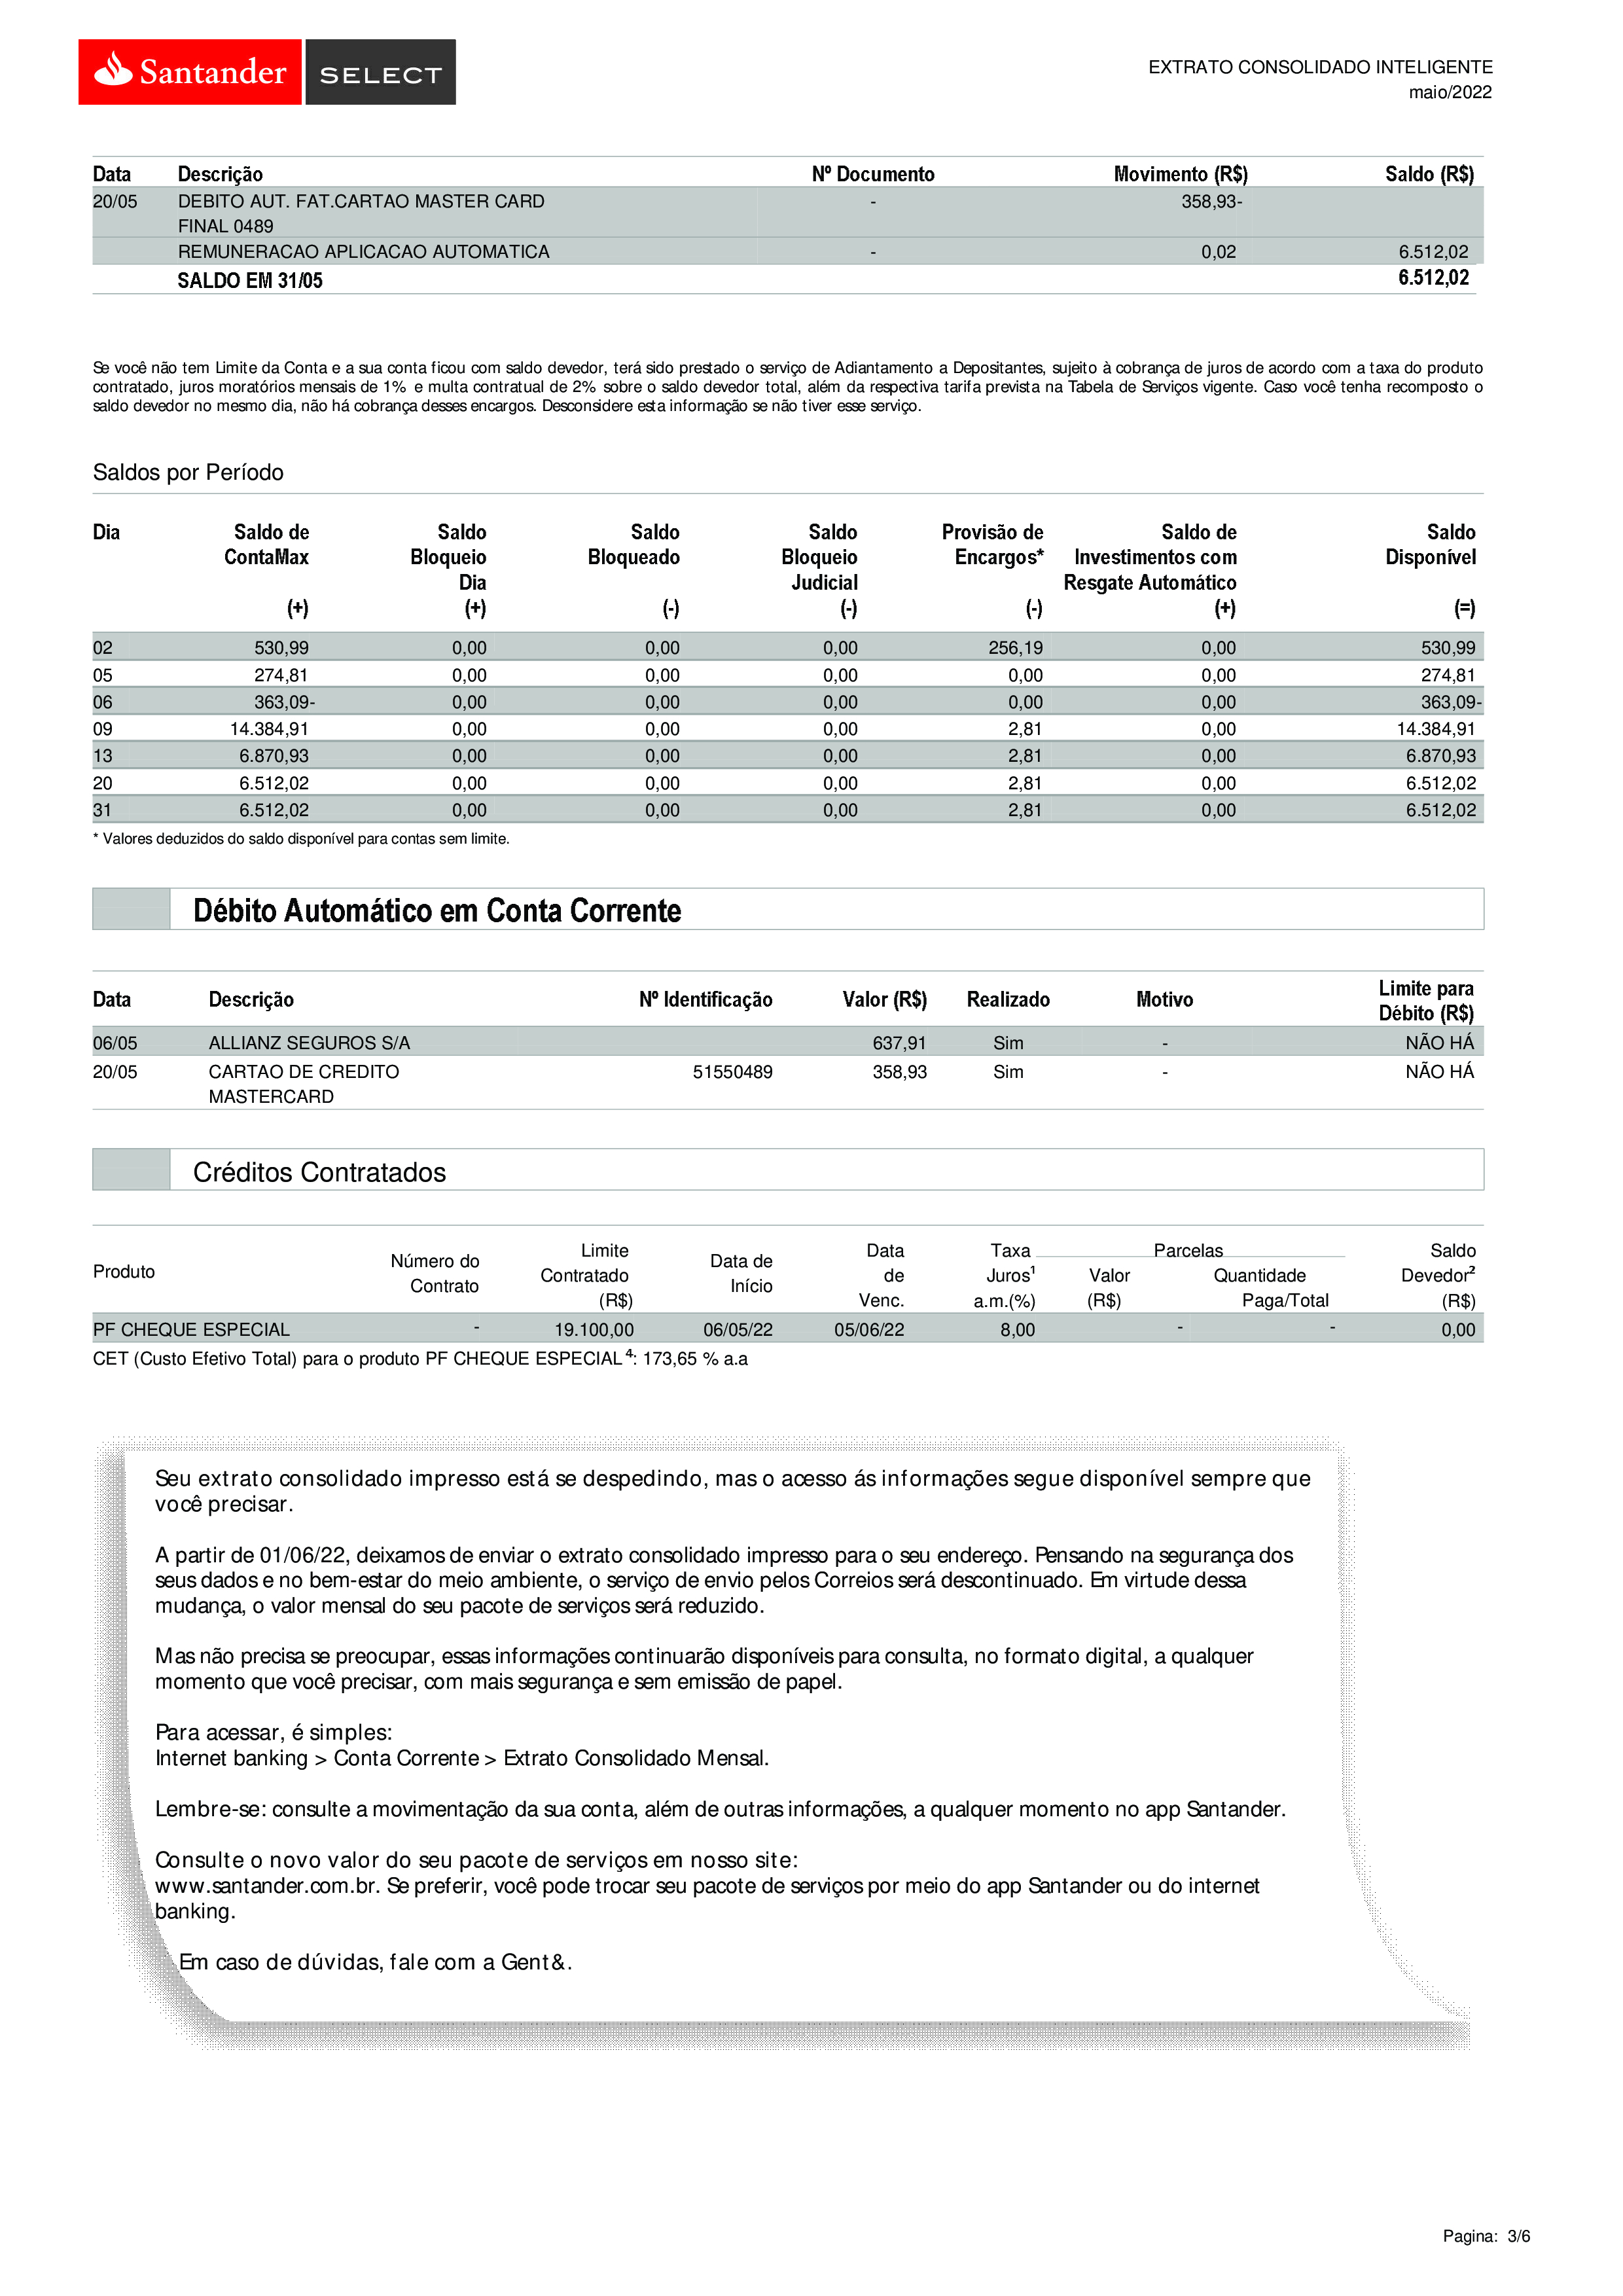 Santander SELECT
EXTRATO CONSOLIDADO INTELIGENTE
maio/2022
Data Descrição Nº Documento Movimento (R$) Saldo (R$)
20/05 DEBITO AUT. FAT.CARTAO MASTER CARD - 358,93-
FINAL 0489
REMUNERACAO APLICACAO AUTOMATICA - 0,02 6.512,02
SALDO EM 31/05 6.512,02
Se você não tem Limite da Conta e a sua conta ficou com saldo devedor, terá sido prestado o serviço de Adiantamento a Depositantes, sujeito à cobrança de juros de acordo com a taxa do produto
contratado, juros moratórios mensais de 1% e multa contratual de 2% sobre o saldo devedor total, além da respectiva tarifa prevista na Tabela de Serviços vigente. Caso você tenha recomposto o
saldo devedor no mesmo dia, não há cobrança desses encargos. Desconsidere esta informação se não tiver esse serviço.
Saldos por Período
Dia Saldo de Saldo Saldo Saldo Provisão de Saldo de Saldo
ContaMax Bloqueio Bloqueado Bloqueio Encargos* Investimentos com Disponível
Dia Judicial Resgate Automático
(+) (+) (-) (-) (-) (+) (=)
02 530,99 0,00 0,00 0,00 256,19 0,00 530,99
05 274,81 0,00 0,00 0,00 0,00 0,00 274,81
06 363,09- 0,00 0,00 0,00 0,00 0,00 363,09-
09 14.384,91 0,00 0,00 0,00 2,81 0,00 14.384,91
13 6.870,93 0,00 0,00 0,00 2,81 0,00 6.870,93
20 6.512,02 0,00 0,00 0,00 2,81 0,00 6.512,02
31 6.512,02 0,00 0,00 0,00 2,81 0,00 6.512,02
* Valores deduzidos do saldo disponível para contas sem limite.
Débito Automático em Conta Corrente
Limite para
Data Descrição Nº Identificação Valor (R$) Realizado Motivo Débito (R$)
06/05 ALLIANZ SEGUROS S/A 637,91 Sim - NÃO HÁ
20/05 CARTAO DE CREDITO 51550489 358,93 Sim - NÃO HÁ
MASTERCARD
Créditos Contratados
Limite Data Taxa Parcelas Saldo
Produto Número do Contratado Data de de Juros¹ Valor Quantidade Devedor²
Contrato (R$) Início Venc. a.m.(%) (R$) Paga/Total (R$)
PF CHEQUE ESPECIAL - 19.100,00 06/05/22 05/06/22 8,00 - - 0,00
CET (Custo Efetivo Total) para o produto PF CHEQUE ESPECIAL⁴: 173,65 % a.a
Seu extrato consolidado impresso está se despedindo, mas o acesso ás informações segue disponível sempre que
você precisar.
A partir de 01/06/22, deixamos de enviar o extrato consolidado impresso para o seu endereço. Pensando na segurança dos
seus dados e no bem-estar do meio ambiente, o serviço de envio pelos Correios será descontinuado. Em virtude dessa
mudança, o valor mensal do seu pacote de serviços será reduzido.
Mas não precisa se preocupar, essas informações continuarão disponíveis para consulta, no formato digital, a qualquer
momento que você precisar, com mais segurança e sem emissão de papel.
Para acessar, é simples:
Internet banking > Conta Corrente > Extrato Consolidado Mensal.
Lembre-se: consulte a movimentação da sua conta, além de outras informações, a qualquer momento no app Santander.
Consulte o novo valor do seu pacote de serviços em nosso site:
www.santander.com.br. Se preferir, você pode trocar seu pacote de serviços por meio do app Santander ou do internet
banking.
Em caso de dúvidas, fale com a Gent&.
Pagina: 3/6